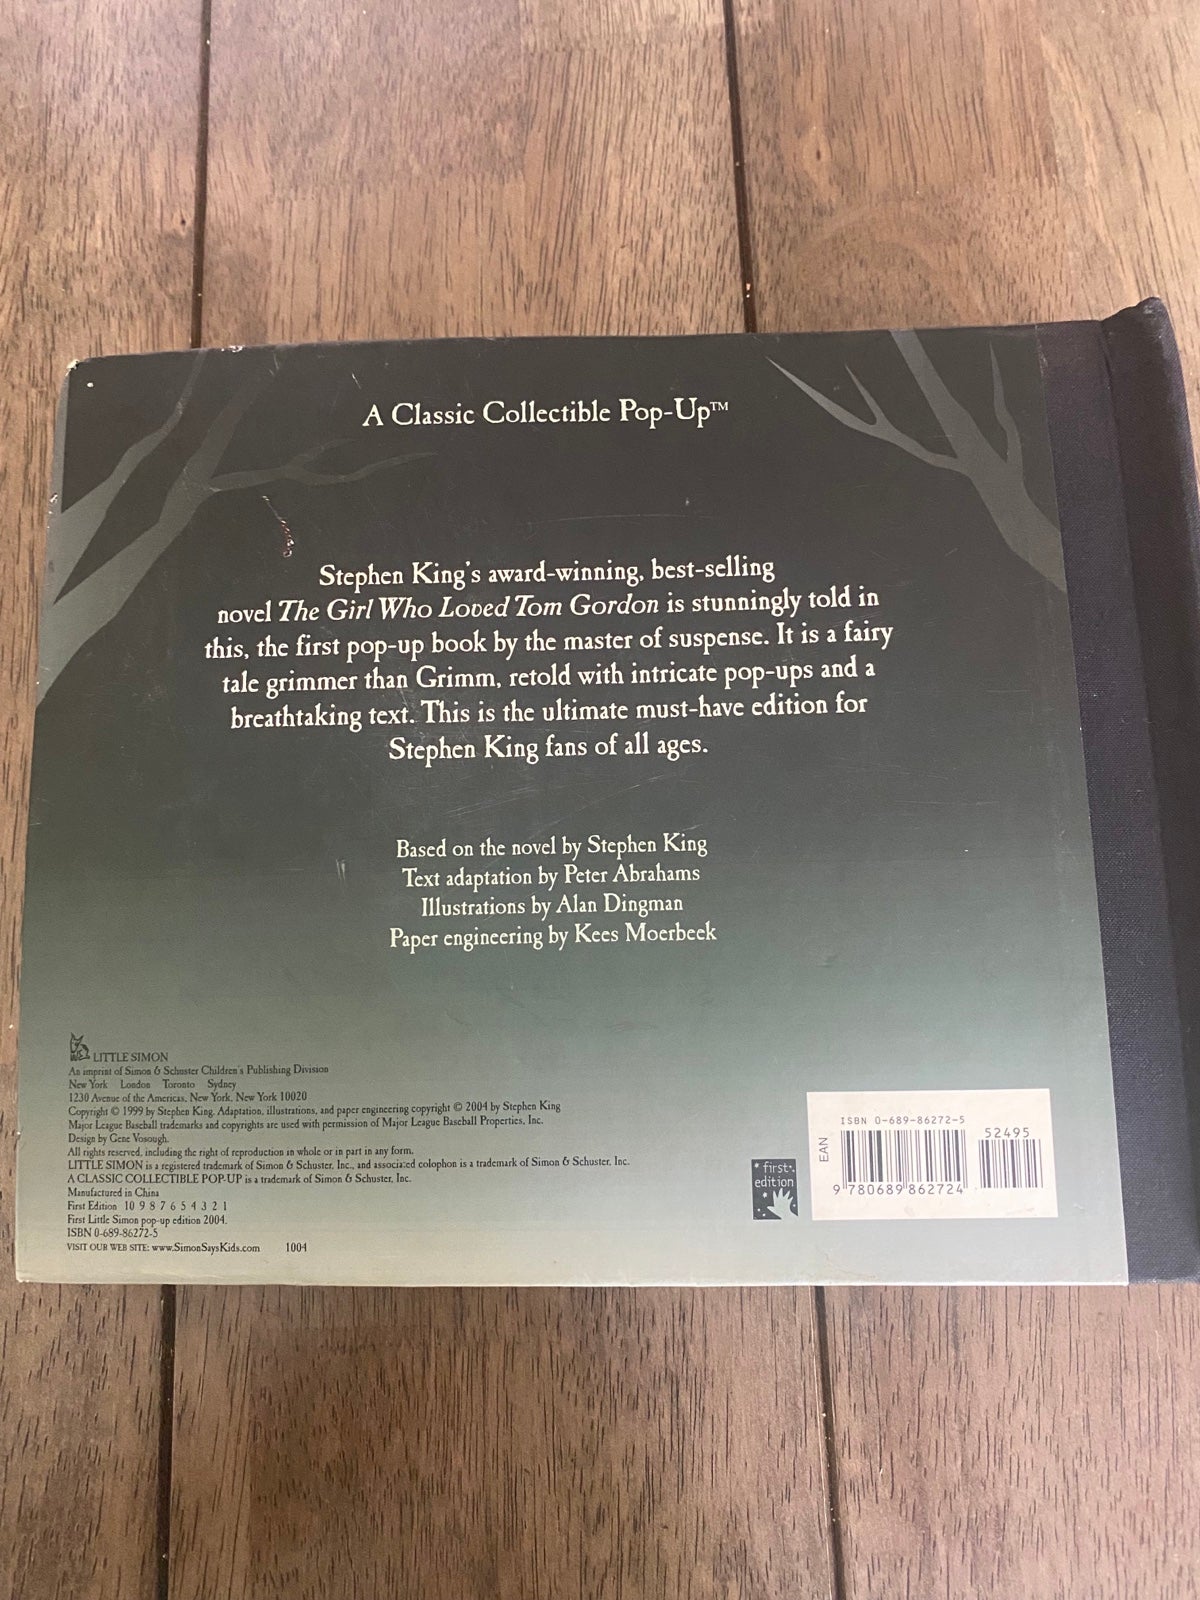 A Classic Collectible Pop-Up™
Stephen King's award-winning, best-selling
novel The Girl Who Loved Tom Gordon is stunningly told in
this, the first pop-up book by the master of suspense. It is a fairy
tale grimmer than Grimm, retold with intricate pop-ups and a
breathtaking text. This is the ultimate must-have edition for
Stephen King fans of all ages.
Based on the novel by Stephen King
Text adaptation by Peter Abrahams
Illustrations by Alan Dingman
Paper engineering by Kees Moerbeek
LITTLE SIMON
An imprint of Simon & Schuster Children's Publishing Division
New York London Toronto Sydney
1230 Avenue of the Americas, New York, New York 10020
Copyright © 1999 by Stephen King. Adaptation, illustrations, and paper engineering copyright © 2004 by Stephen King
Major League Baseball trademarks and copyrights are used with permission of Major League Baseball Properties, Inc.
Design by Gene Vosough.
All rights reserved, including the right of reproduction in whole or in part in any form.
LITTLE SIMON is a registered trademark of Simon & Schuster, Inc., and associated colophon is a trademark of Simon & Schuster, Inc.
A CLASSIC COLLECTIBLE POP-UP is a trademark of Simon & Schuster, Inc.
Manufactured in China
First Edition 10 9 8 7 6 5 4 3 2 1
First Little Simon pop-up edition 2004.
ISBN 0-689-86272-5
VISIT OUR WEB SITE: www.SimonSaysKids.com 1004
first
edition
EAN
ISBN 0-689-86272-5
52495
9 780689 862724